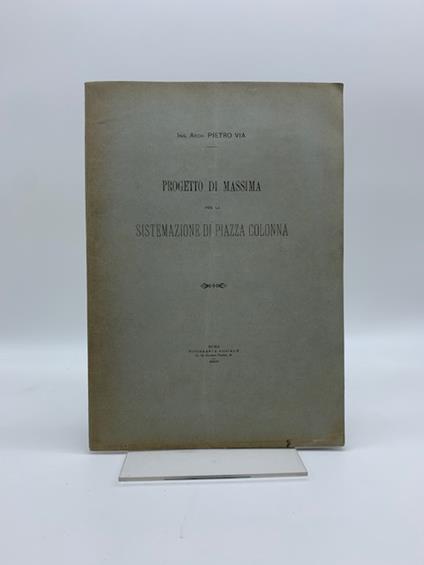 ING. ARCH. PIETRO VIA
PROGETTO DI MASSIMA
PER LA
SISTEMAZIONE DI PIAZZA COLONNA
ROMA